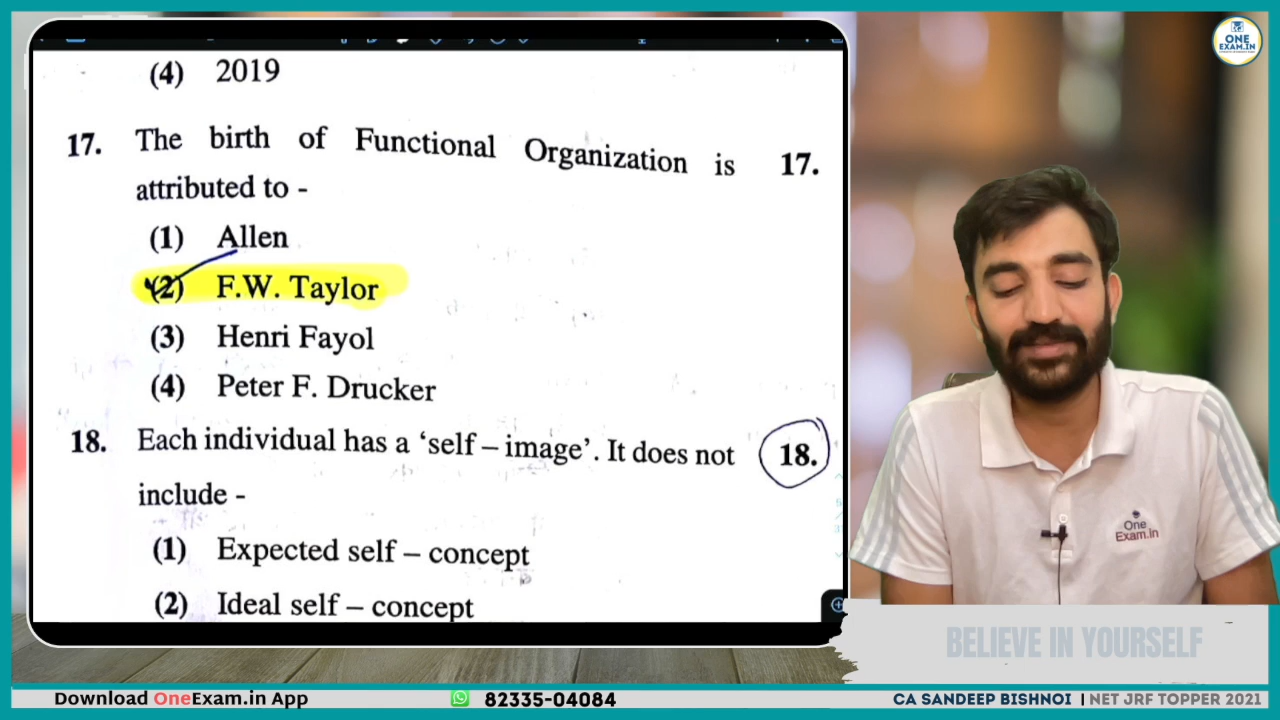 ONE
EXAM.IN
(4) 2019
17. The birth of Functional Organization is 17.
attributed to -
(1) Allen
(2) F.W. Taylor
(3) Henri Fayol
(4) Peter F. Drucker
18. Each individual has a ‘self – image’. It does not 18.
include -
(1) Expected self – concept
(2) Ideal self – concept
One
Exam.in
BELIEVE IN YOURSELF
Download OneExam.in App 82335-04084 CA SANDEEP BISHNOI | NET JRF TOPPER 2021